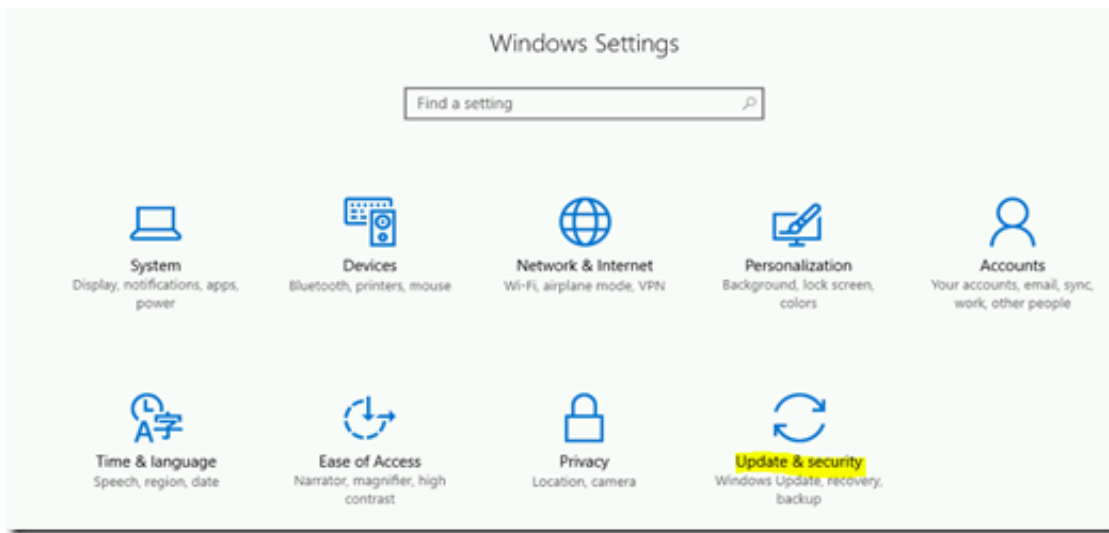 Windows Settings
Find a setting
System
Display, notifications, apps,
power
Devices
Bluetooth, printers, mouse
Network & Internet
Wi-Fi, airplane mode, VPN
Personalization
Background, lock screen,
colors
Accounts
Your accounts, email, sync,
work, other people
Time & language
Speech, region, date
Ease of Access
Narrator, magnifier, high
contrast
Privacy
Location, camera
Update & security
Windows Update, recovery,
backup